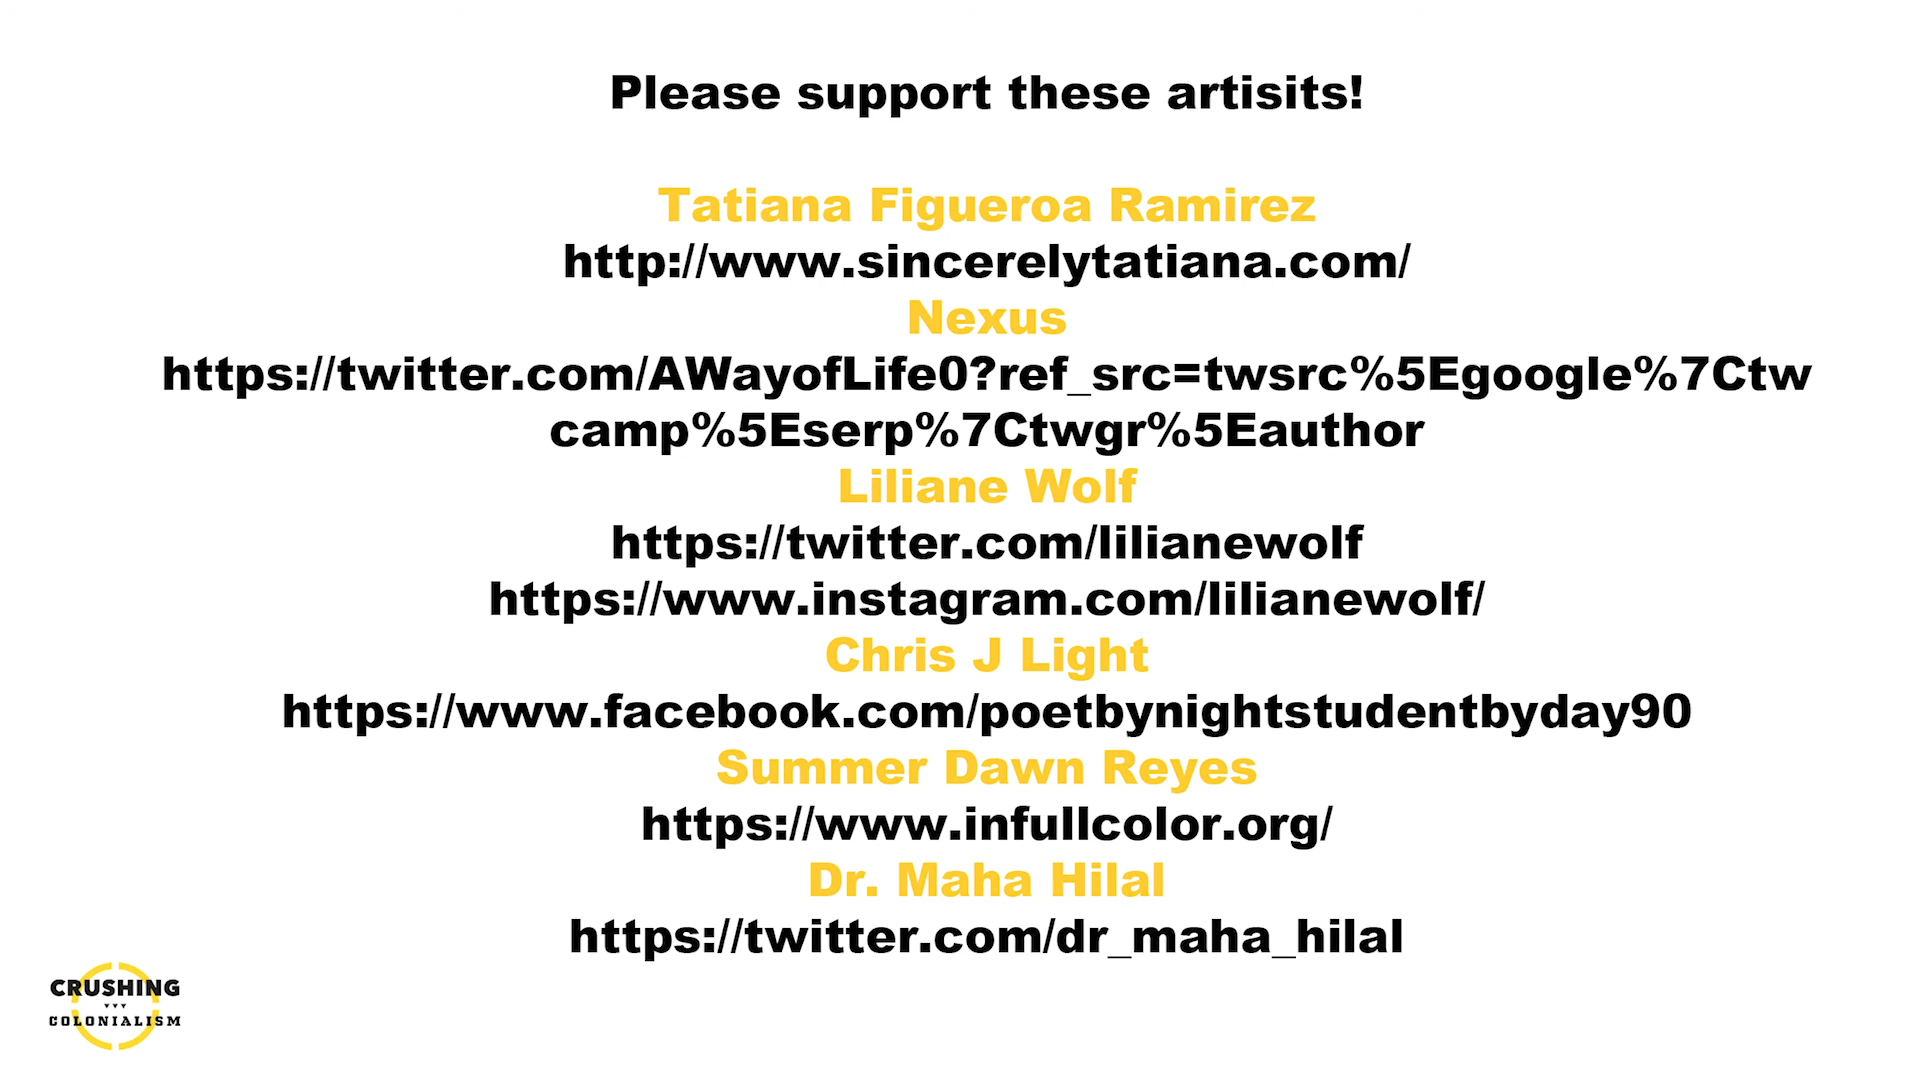 Please support these artisits!
Tatiana Figueroa Ramirez
http://www.sincerelytatiana.com/
Nexus
https://twitter.com/AWayofLife0?ref_src=twsrc%5Egoogle%7Ctw
camp%5Eserp%7Ctwgr%5Eauthor
Liliane Wolf
https://twitter.com/lilianewolf
https://www.instagram.com/lilianewolf/
Chris J Light
https://www.facebook.com/poetbynightstudentbyday90
Summer Dawn Reyes
https://www.infullcolor.org/
Dr. Maha Hilal
https://twitter.com/dr_maha_hilal
CRUSHING
COLONIALISM